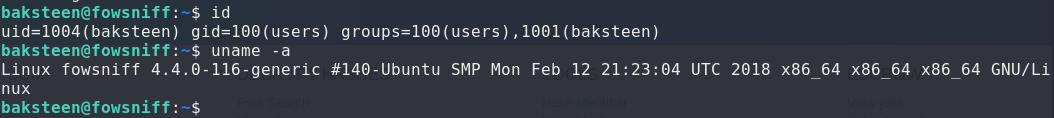 baksteen@fowsniff:~$ id
uid=1004(baksteen) gid=100(users) groups=100(users),1001(baksteen)
baksteen@fowsniff:~$ uname -a
Linux fowsniff 4.4.0-116-generic #140-Ubuntu SMP Mon Feb 12 21:23:04 UTC 2018 x86_64 x86_64 x86_64 GNU/Li
nux
baksteen@fowsniff:~$